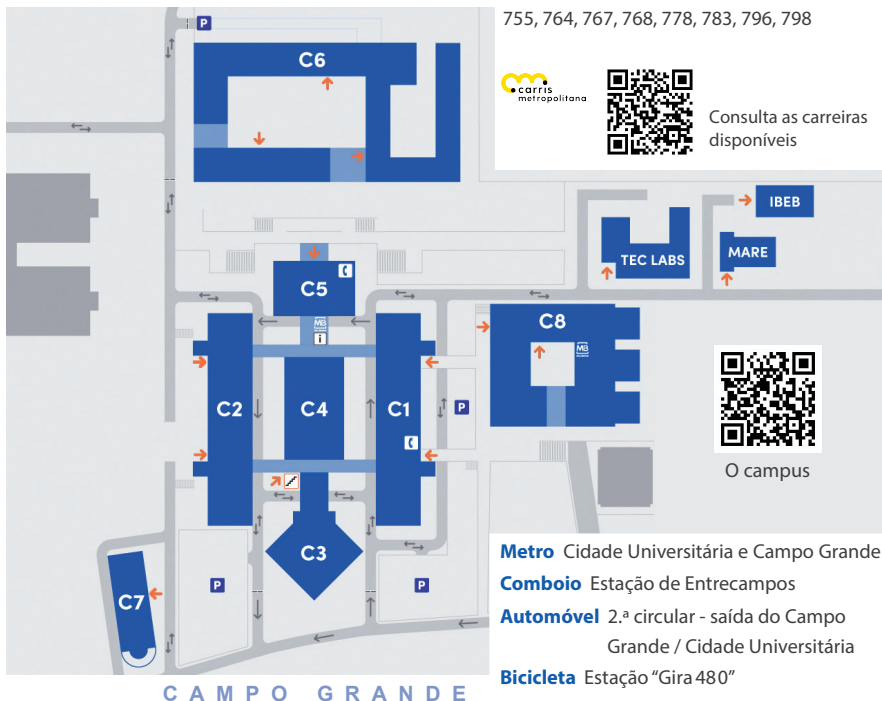 755, 764, 767, 768, 778, 783, 796, 798
carris
metropolitana
Consulta as carreiras
disponíveis
P
C6
IBEB
TEC LABS
MARE
C5
MB
i
C8
MB
C2
C4
C1
P
O campus
C3
P
P
C7
Metro Cidade Universitária e Campo Grande
Comboio Estação de Entrecampos
Automóvel 2.ª circular - saída do Campo
Grande / Cidade Universitária
Bicicleta Estação “Gira 480”
CAMPO GRANDE